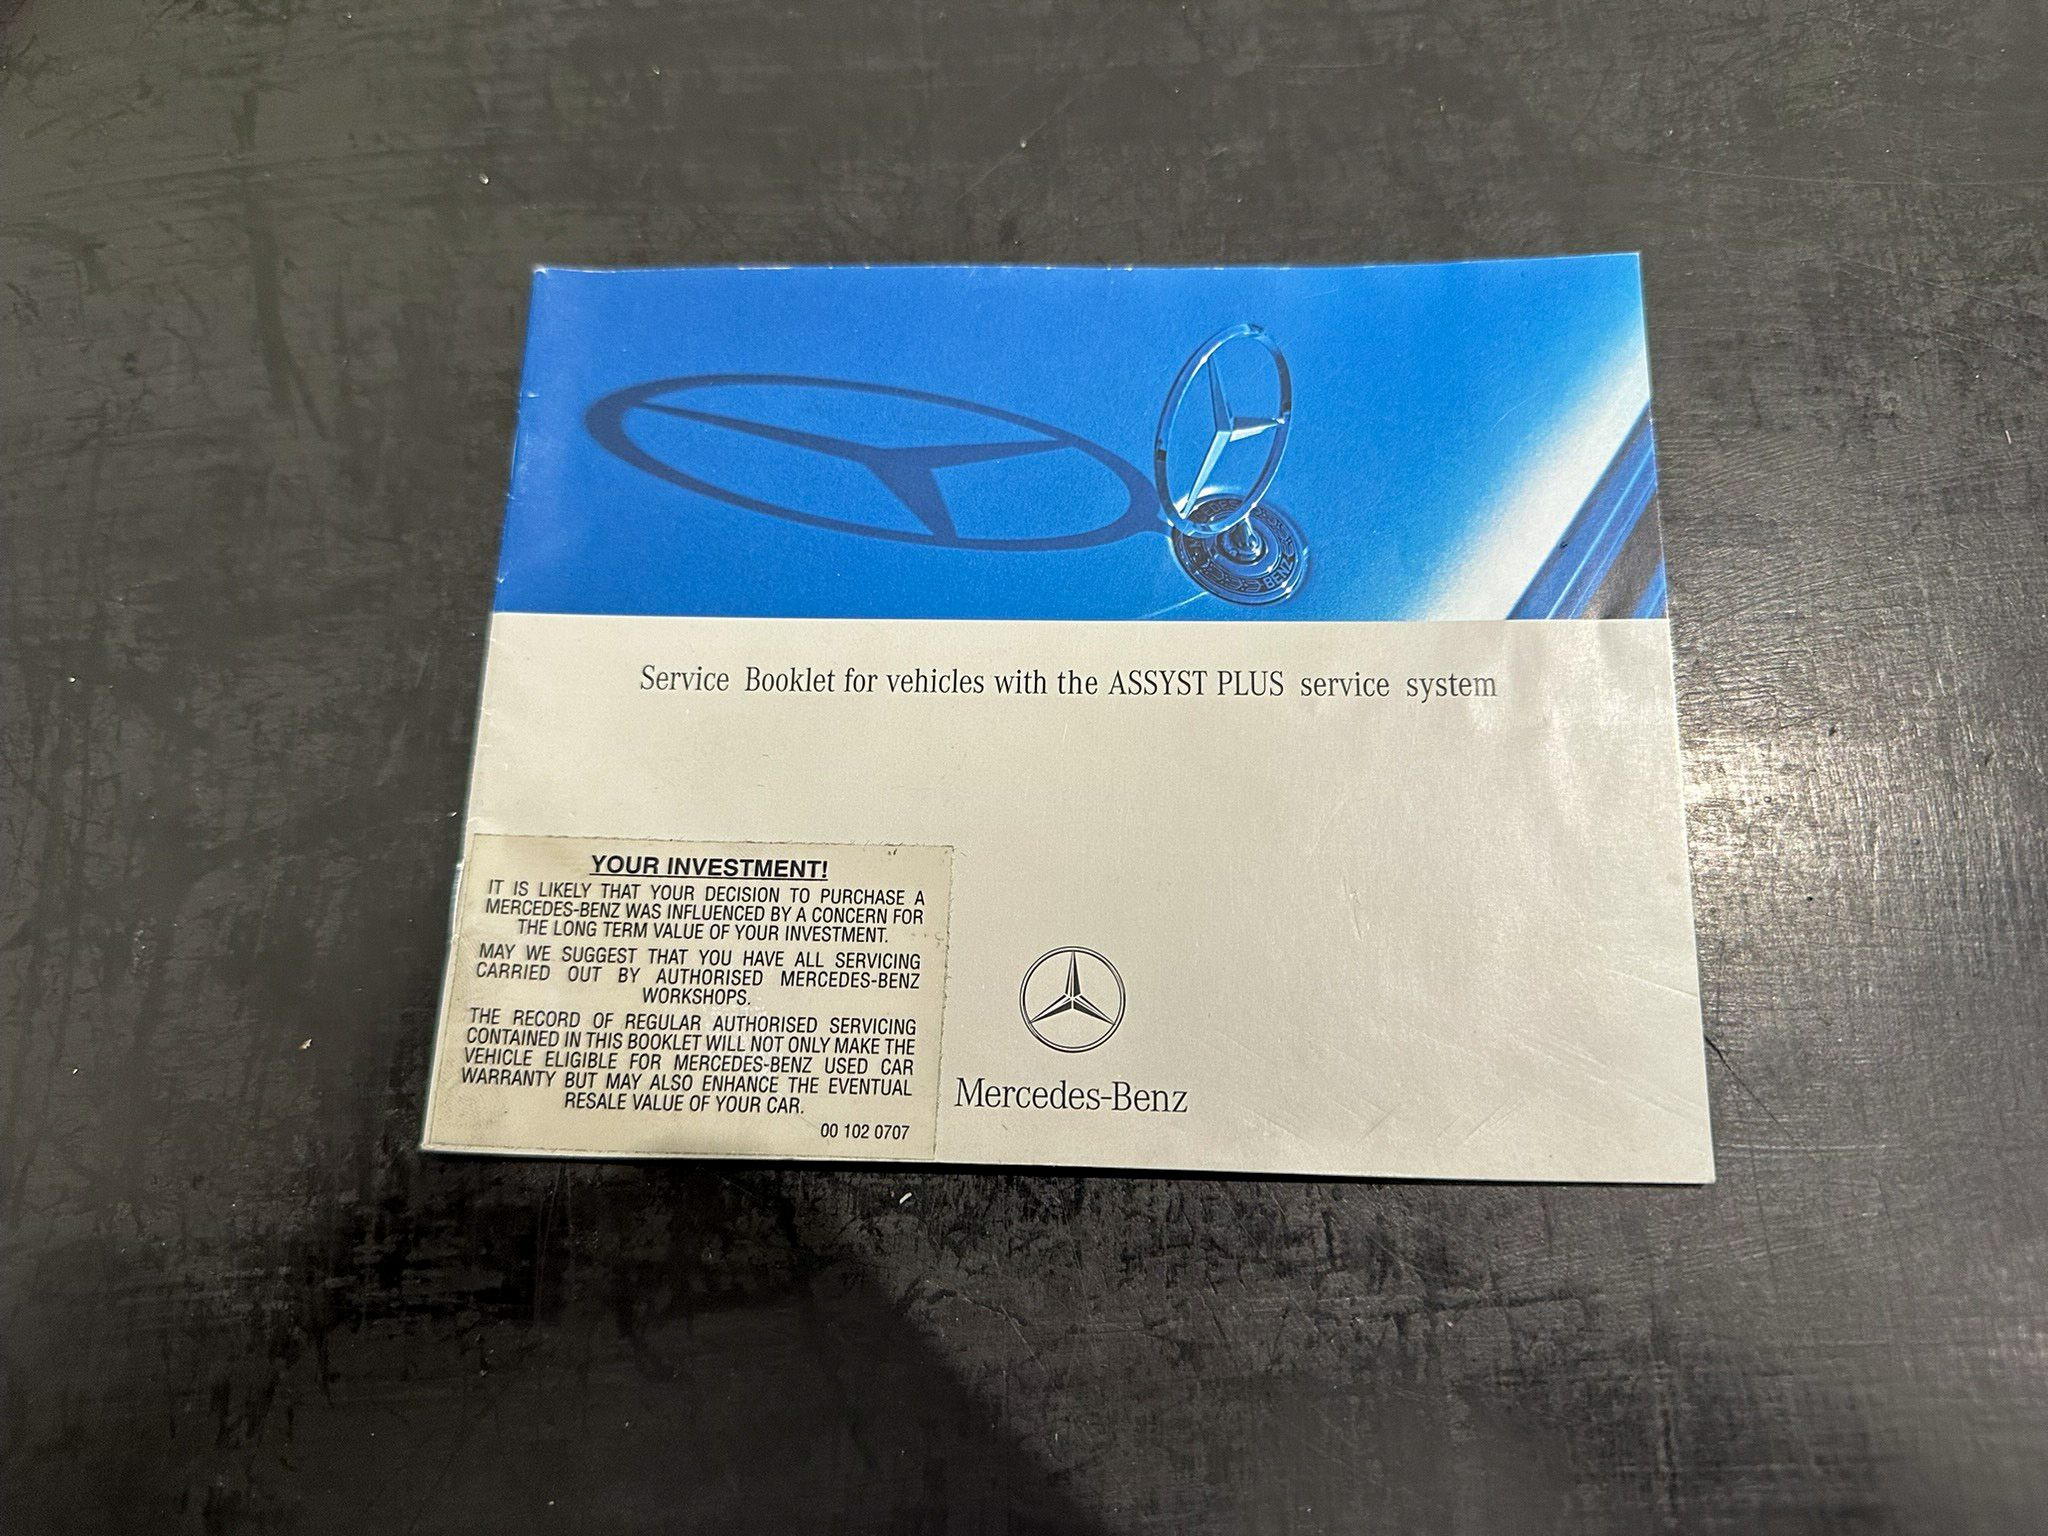 BENZ
Service Booklet for vehicles with the ASSYST PLUS service system
YOUR INVESTMENT!
IT IS LIKELY THAT YOUR DECISION TO PURCHASE A
MERCEDES-BENZ WAS INFLUENCED BY A CONCERN FOR
THE LONG TERM VALUE OF YOUR INVESTMENT.
MAY WE SUGGEST THAT YOU HAVE ALL SERVICING
CARRIED OUT BY AUTHORISED MERCEDES-BENZ
WORKSHOPS.
THE RECORD OF REGULAR AUTHORISED SERVICING
CONTAINED IN THIS BOOKLET WILL NOT ONLY MAKE THE
VEHICLE ELIGIBLE FOR MERCEDES-BENZ USED CAR
WARRANTY BUT MAY ALSO ENHANCE THE EVENTUAL
RESALE VALUE OF YOUR CAR.
00 102 0707
Mercedes-Benz